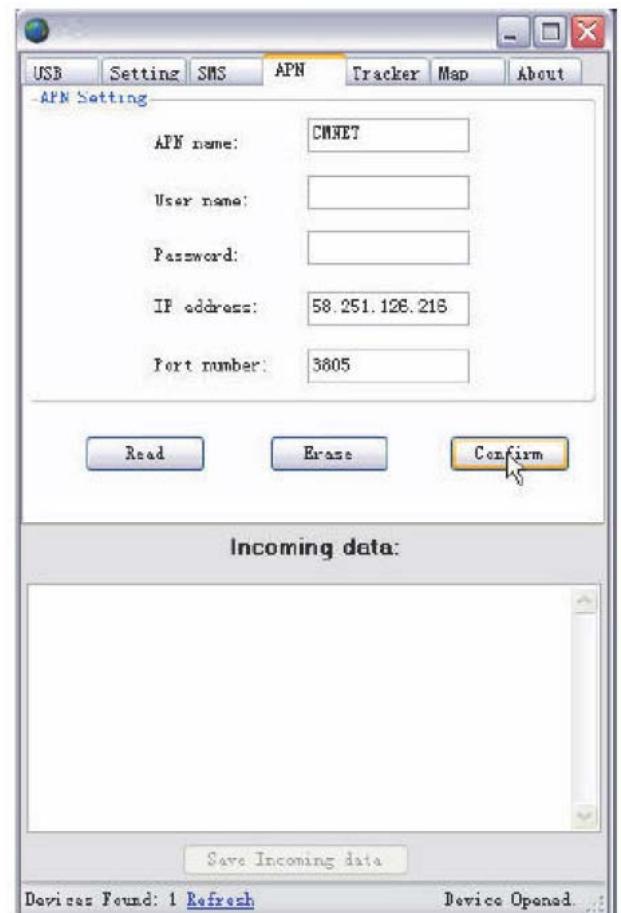 USB Setting SMS APN Tracker Map About
APN Setting
APN name: CMNET
User name:
Password:
IP address: 58.251.126.216
Port number: 3805
Read Erase Confirm
Incoming data:
Save Incoming data
Devices Found: 1 Refresh Device Opened.